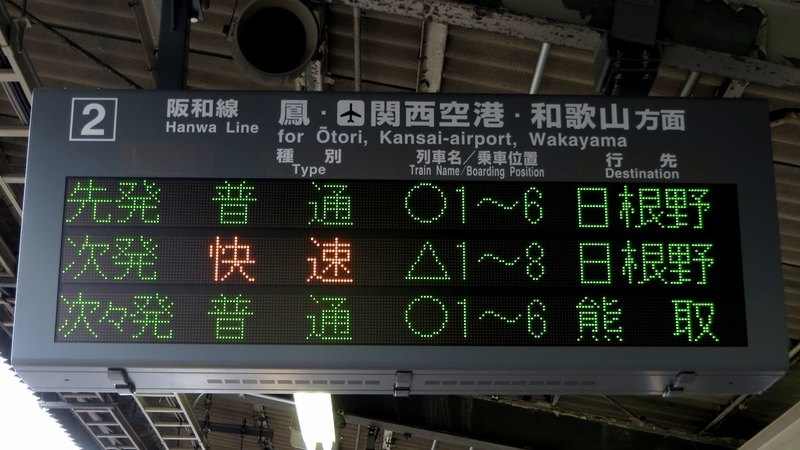 2 阪和線 鳳・関西空港・和歌山方面
Hanwa Line for Ōtori, Kansai-airport, Wakayama
種別 列車名/乗車位置 行先
Type Train Name/Boarding Position Destination
先発 普通 ○1～6 日根野
次発 快速 △1～8 日根野
次々発 普通 ○1～6 熊取